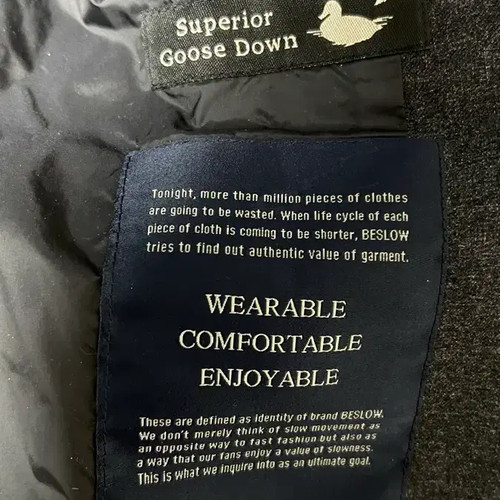 Superior
Goose Down
Tonight, more than million pieces of clothes
are going to be wasted. When life cycle of each
piece of cloth is coming to be shorter, BESLOW
tries to find out authentic value of garment.
WEARABLE
COMFORTABLE
ENJOYABLE
These are defined as identity of brand BESLOW.
We don't merely think of slow movement as
an opposite way to fast fashion but also as
a way that our fans enjoy a value of slowness.
This is what we inquire into as an ultimate goal.